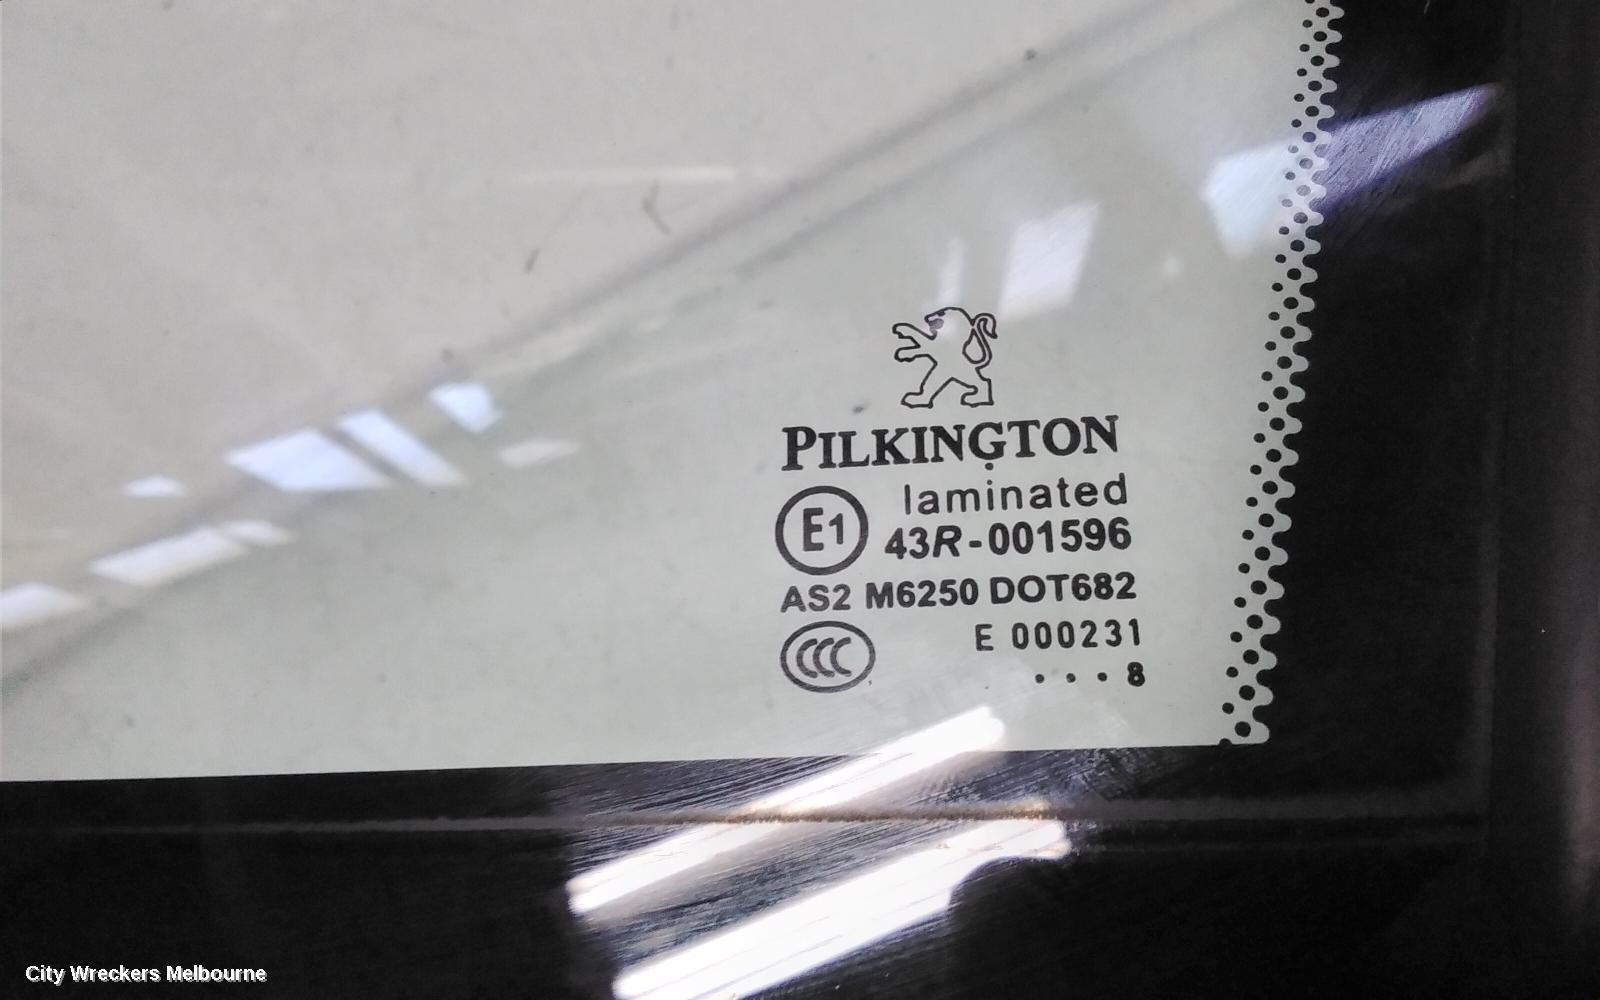 PILKINGTON
laminated
E1
43R-001596
AS2 M6250 DOT682
CCC
E 000231
...8
City Wreckers Melbourne